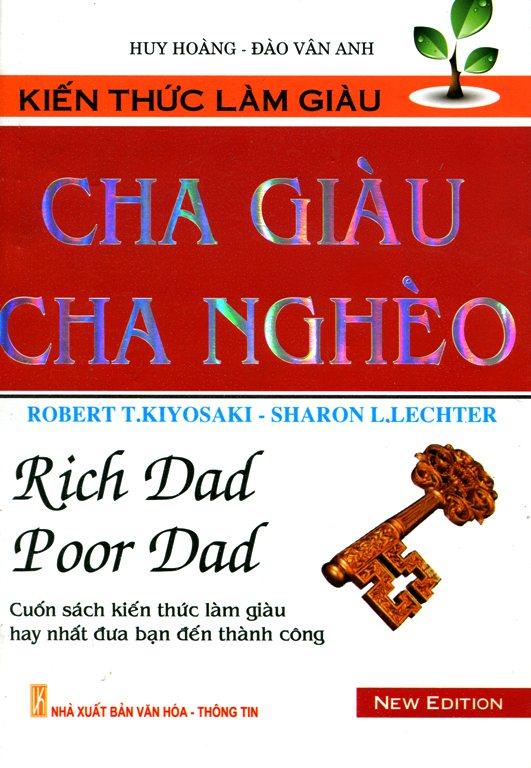 HUY HOÀNG - ĐÀO VÂN ANH
KIẾN THỨC LÀM GIÀU
CHA GIÀU
CHA NGHÈO
ROBERT T.KIYOSAKI - SHARON L.LECHTER
Rich Dad
Poor Dad
Cuốn sách kiến thức làm giàu
hay nhất đưa bạn đến thành công
NHÀ XUẤT BẢN VĂN HÓA - THÔNG TIN
NEW EDITION